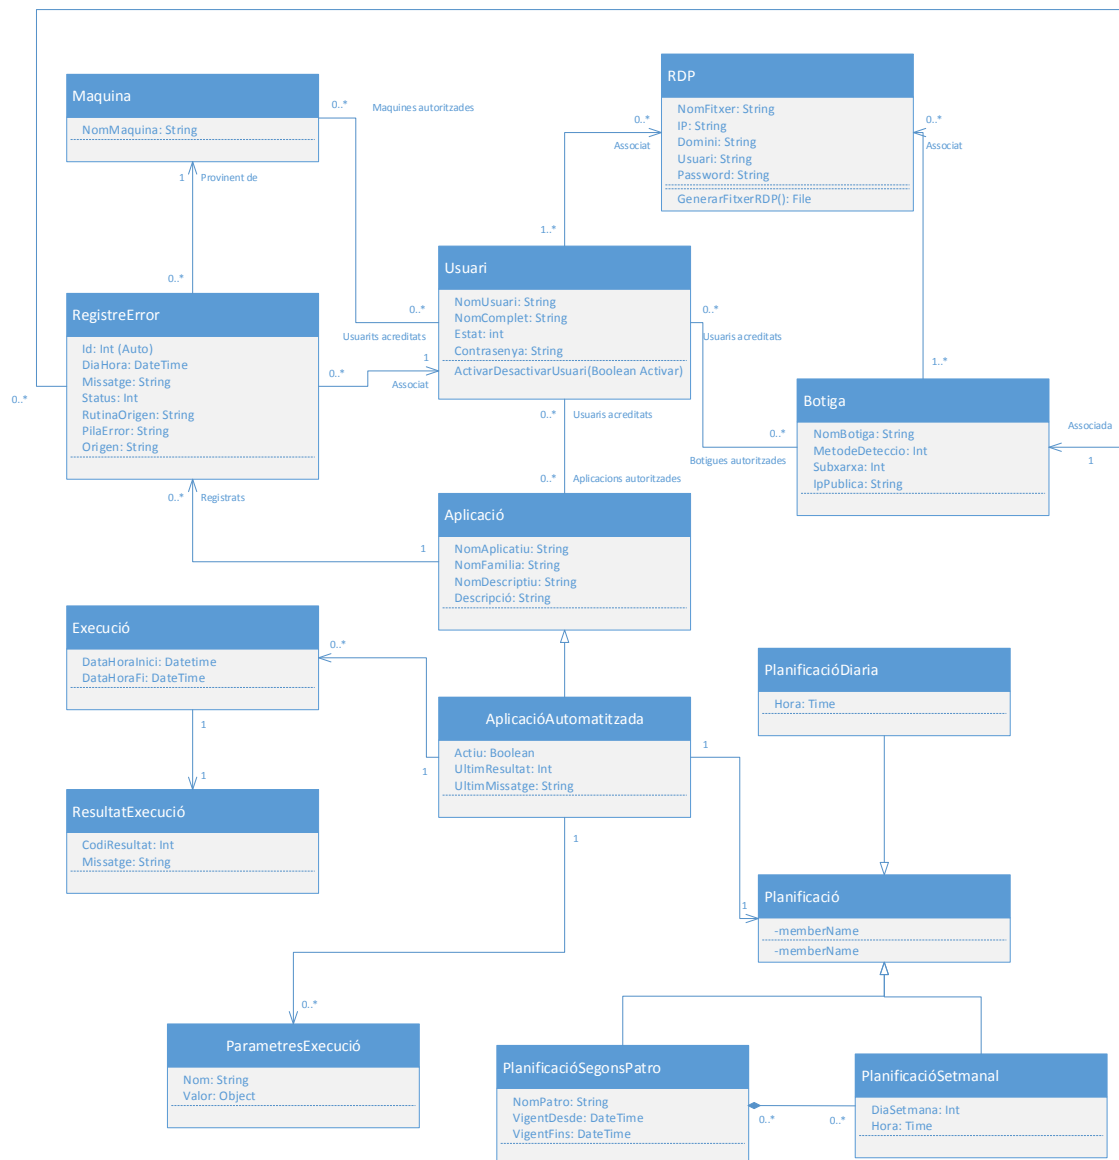 Maquina
NomMaquina: String
0..*
Maquines autoritzades
RDP
NomFitxer: String
IP: String
Domini: String
Usuari: String
Password: String
GenerarFitxerRDP(): File
0..*
Associat
0..*
Associat
1
Provinent de
0..*
1..*
Usuari
NomUsuari: String
NomComplet: String
Estat: int
Contrasenya: String
ActivarDesactivarUsuari(Boolean Activar)
0..*
Usuarits acreditats
0..*
Usuaris acreditats
RegistreError
Id: Int (Auto)
DiaHora: DateTime
Missatge: String
Status: Int
RutinaOrigen: String
PilaError: String
Origen: String
0..*
0..*
1
Associat
1..*
Botiga
NomBotiga: String
MetodeDeteccio: Int
Subxarxa: Int
IpPublica: String
Associada
1
0..*
Botigues autoritzades
0..*
Usuaris acreditats
0..*
Aplicacions autoritzades
0..*
Registrats
1
Aplicació
NomAplicatiu: String
NomFamilia: String
NomDescriptiu: String
Descripció: String
Execució
DataHoraInici: Datetime
DataHoraFi: DateTime
0..*
1
1
1
ResultatExecució
CodiResultat: Int
Missatge: String
AplicacióAutomatitzada
Actiu: Boolean
UltimResultat: Int
UltimMissatge: String
1
1
1
PlanificacióDiaria
Hora: Time
Planificació
-memberName
-memberName
0..*
ParametresExecució
Nom: String
Valor: Object
PlanificacióSegonsPatro
NomPatro: String
VigentDesde: DateTime
VigentFins: DateTime
0..*
0..*
PlanificacióSetmanal
DiaSetmana: Int
Hora: Time